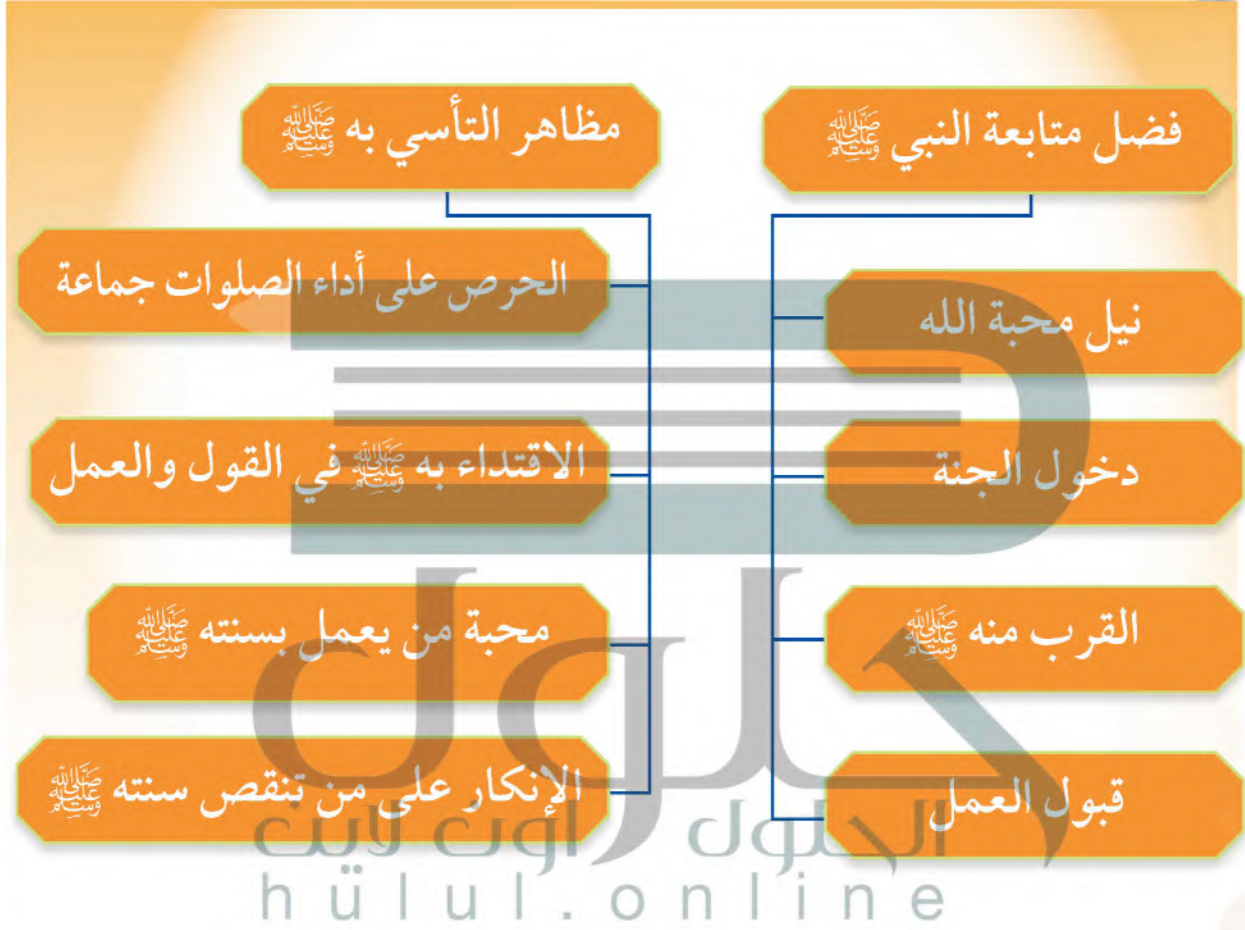 فضل متابعة النبي ﷺ
نيل محبة الله
دخول الجنة
القرب منه ﷺ
قبول العمل
مظاهر التأسي به ﷺ
الحرص على أداء الصلوات جماعة
الاقتداء به ﷺ في القول والعمل
محبة من يعمل بسنته ﷺ
الإنكار على من تنقص سنته ﷺ
حلول
الحلول اون لاين
hülul.online